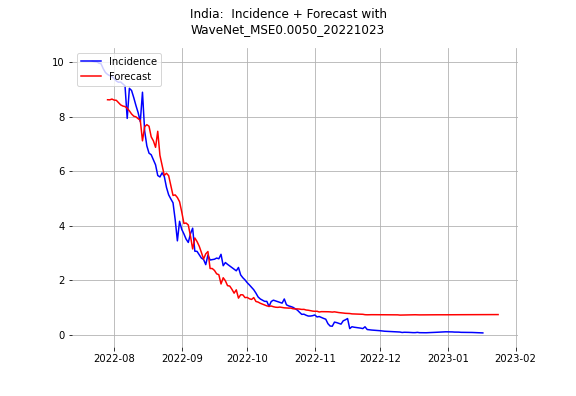 India:  Incidence + Forecast with
WaveNet_MSE0.0050_20221023
Incidence
Forecast
10
8
6
4
2
0
2022-08 2022-09 2022-10 2022-11 2022-12 2023-01 2023-02